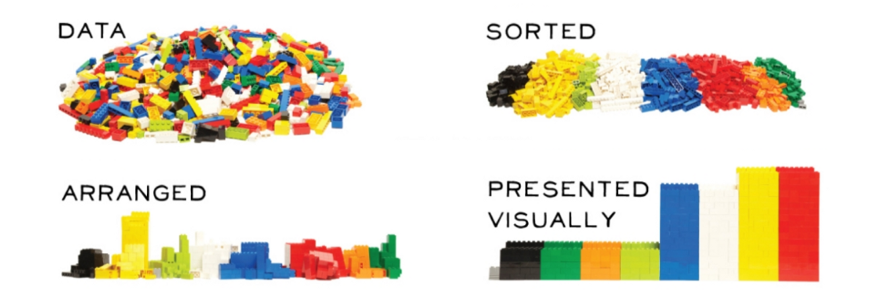 DATA
SORTED
ARRANGED
PRESENTED
VISUALLY